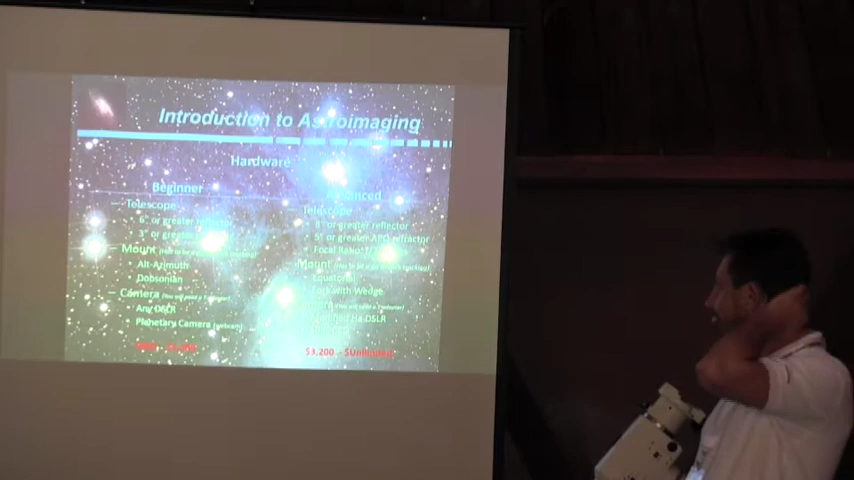 Introduction to Astroimaging
Hardware
Beginner
– Telescope
• 6" or greater reflector
• 3" or greater
– Mount
• Alt-Azimuth
• Dobsonian
– Camera
• Any DSLR
• Planetary Camera (webcam)
Advanced
– Telescope
• 8" or greater reflector
• 5" or greater APO refractor
• Focal Ratio
– Mount
• Equatorial
• Fork with Wedge
• Modified Ha DSLR
$3,200 - $Unlimited